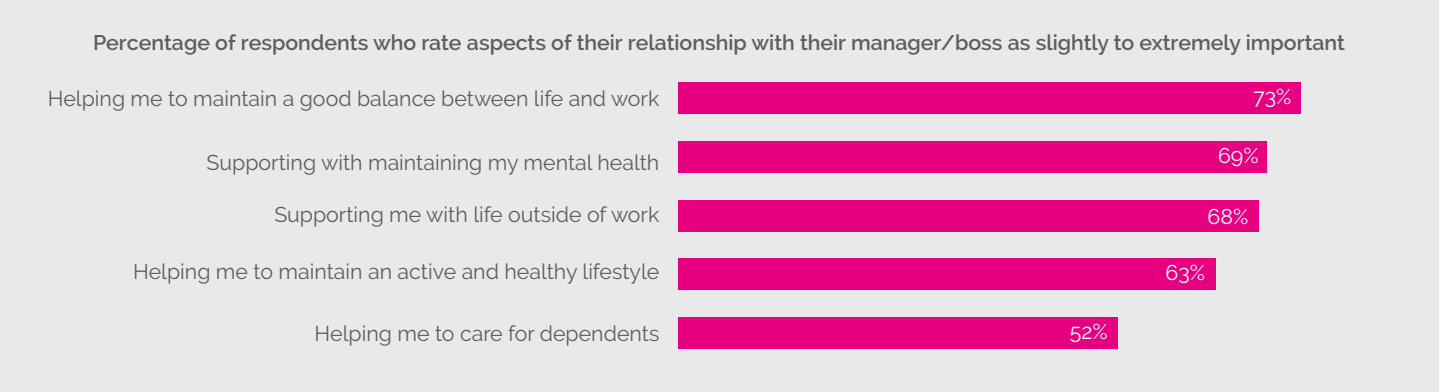 Percentage of respondents who rate aspects of their relationship with their manager/boss as slightly to extremely important
Helping me to maintain a good balance between life and work 73%
Supporting with maintaining my mental health 69%
Supporting me with life outside of work 68%
Helping me to maintain an active and healthy lifestyle 63%
Helping me to care for dependents 52%